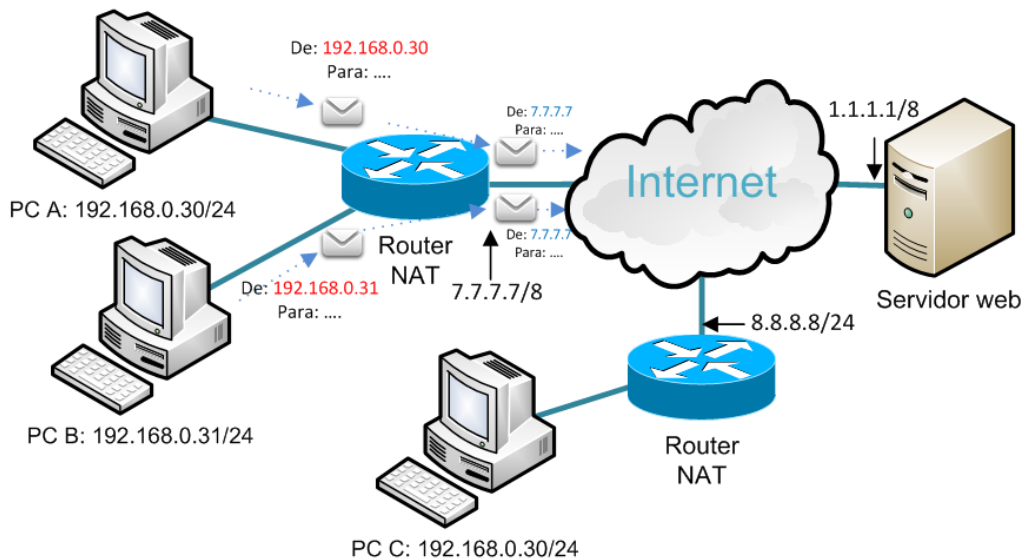 De: 192.168.0.30
Para: ....
De: 7.7.7.7
Para: ....
1.1.1.1/8
Internet
PC A: 192.168.0.30/24
Router
NAT
De: 7.7.7.7
Para: ....
De: 192.168.0.31
Para: ....
7.7.7.7/8
Servidor web
8.8.8.8/24
PC B: 192.168.0.31/24
Router
NAT
PC C: 192.168.0.30/24